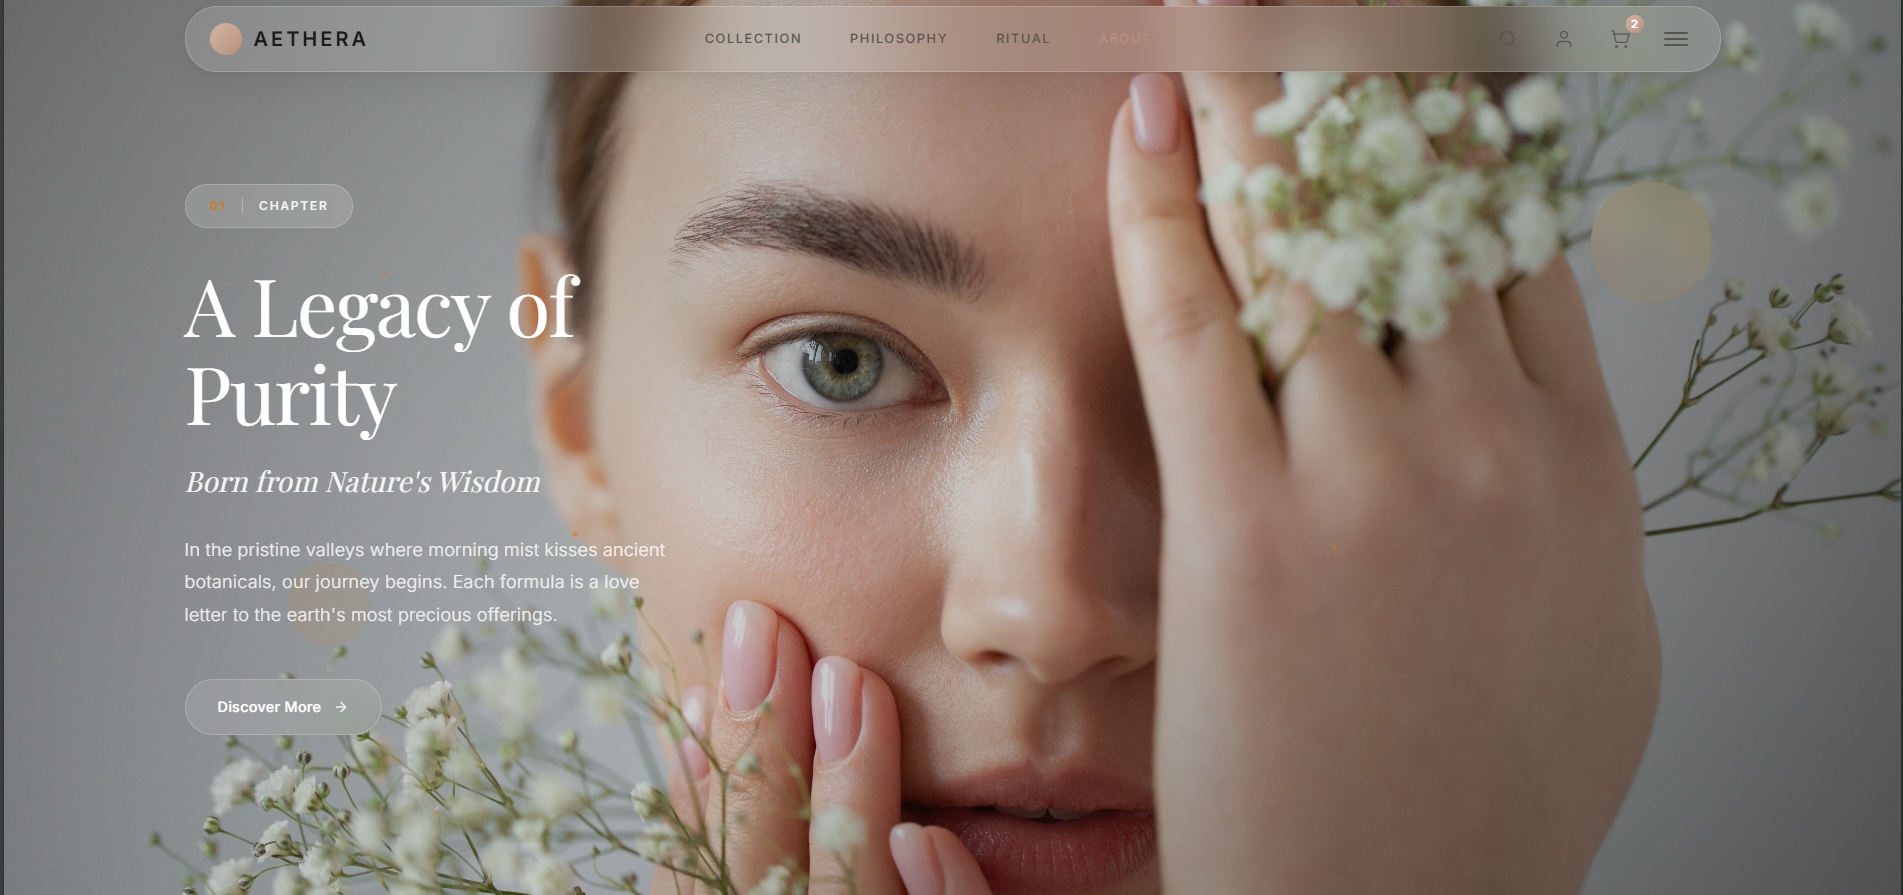 AETHERA
COLLECTION
PHILOSOPHY
RITUAL
ABOUT
2
01
CHAPTER
A Legacy of
Purity
Born from Nature's Wisdom
In the pristine valleys where morning mist kisses ancient
botanicals, our journey begins. Each formula is a love
letter to the earth's most precious offerings.
Discover More →